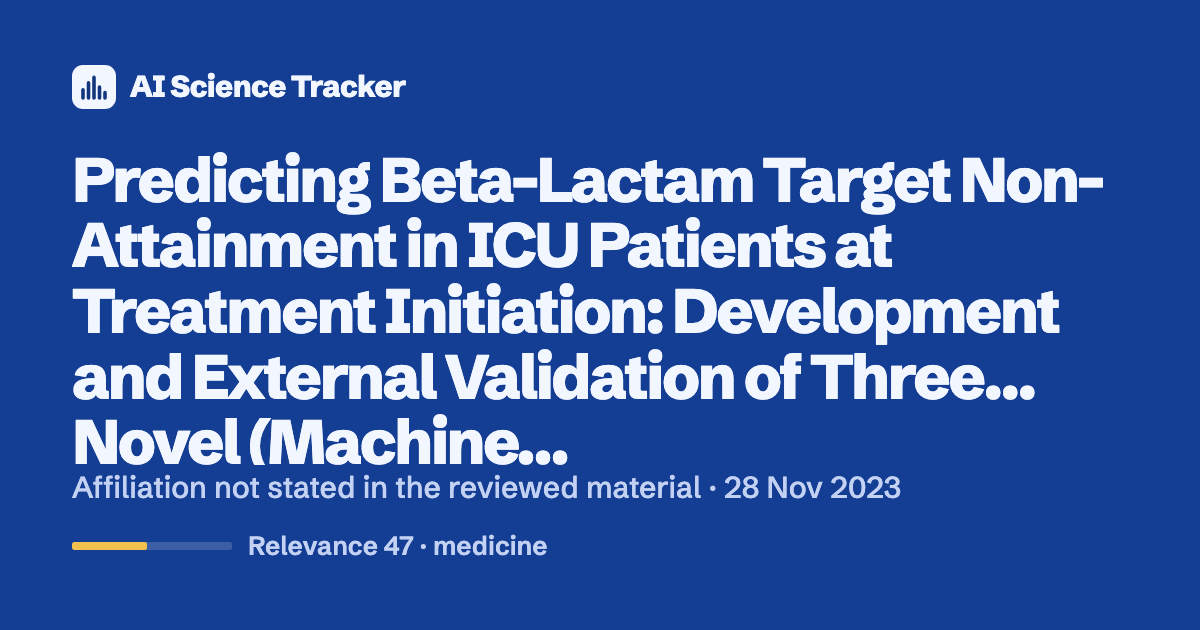 AI Science Tracker
Predicting Beta-Lactam Target Non-
Attainment in ICU Patients at
Treatment Initiation: Development
and External Validation of Three...
Novel (Machine...
Affiliation not stated in the reviewed material · 28 Nov 2023
Relevance 47 · medicine